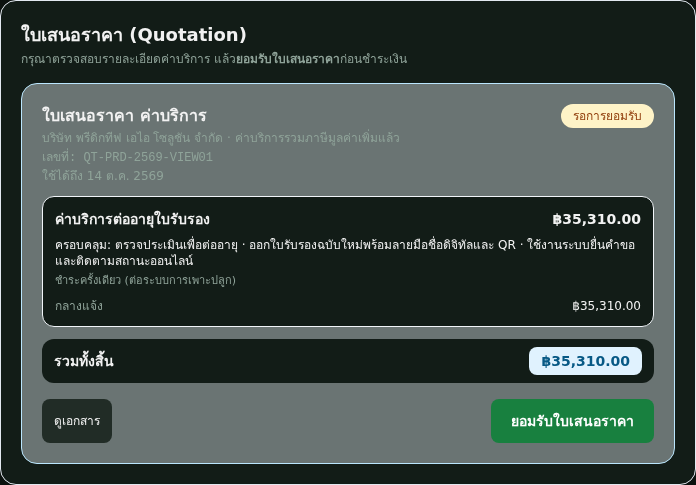 ใบเสนอราคา (Quotation)
กรุณาตรวจสอบรายละเอียดค่าบริการ แล้วยอมรับใบเสนอราคาก่อนชำระเงิน
ใบเสนอราคา ค่าบริการ
รอการยอมรับ
บริษัท พรีดิกทีฟ เอไอ โซลูชัน จำกัด · ค่าบริการรวมภาษีมูลค่าเพิ่มแล้ว
เลขที่: QT-PRD-2569-VIEW01
ใช้ได้ถึง 14 ต.ค. 2569
ค่าบริการต่ออายุใบรับรอง ฿35,310.00
ครอบคลุม: ตรวจประเมินเพื่อต่ออายุ · ออกใบรับรองฉบับใหม่พร้อมลายมือชื่อดิจิทัลและ QR · ใช้งานระบบยื่นคำขอ
และติดตามสถานะออนไลน์
ชำระครั้งเดียว (ต่อระบบการเพาะปลูก)
กลางแจ้ง ฿35,310.00
รวมทั้งสิ้น ฿35,310.00
ดูเอกสาร
ยอมรับใบเสนอราคา